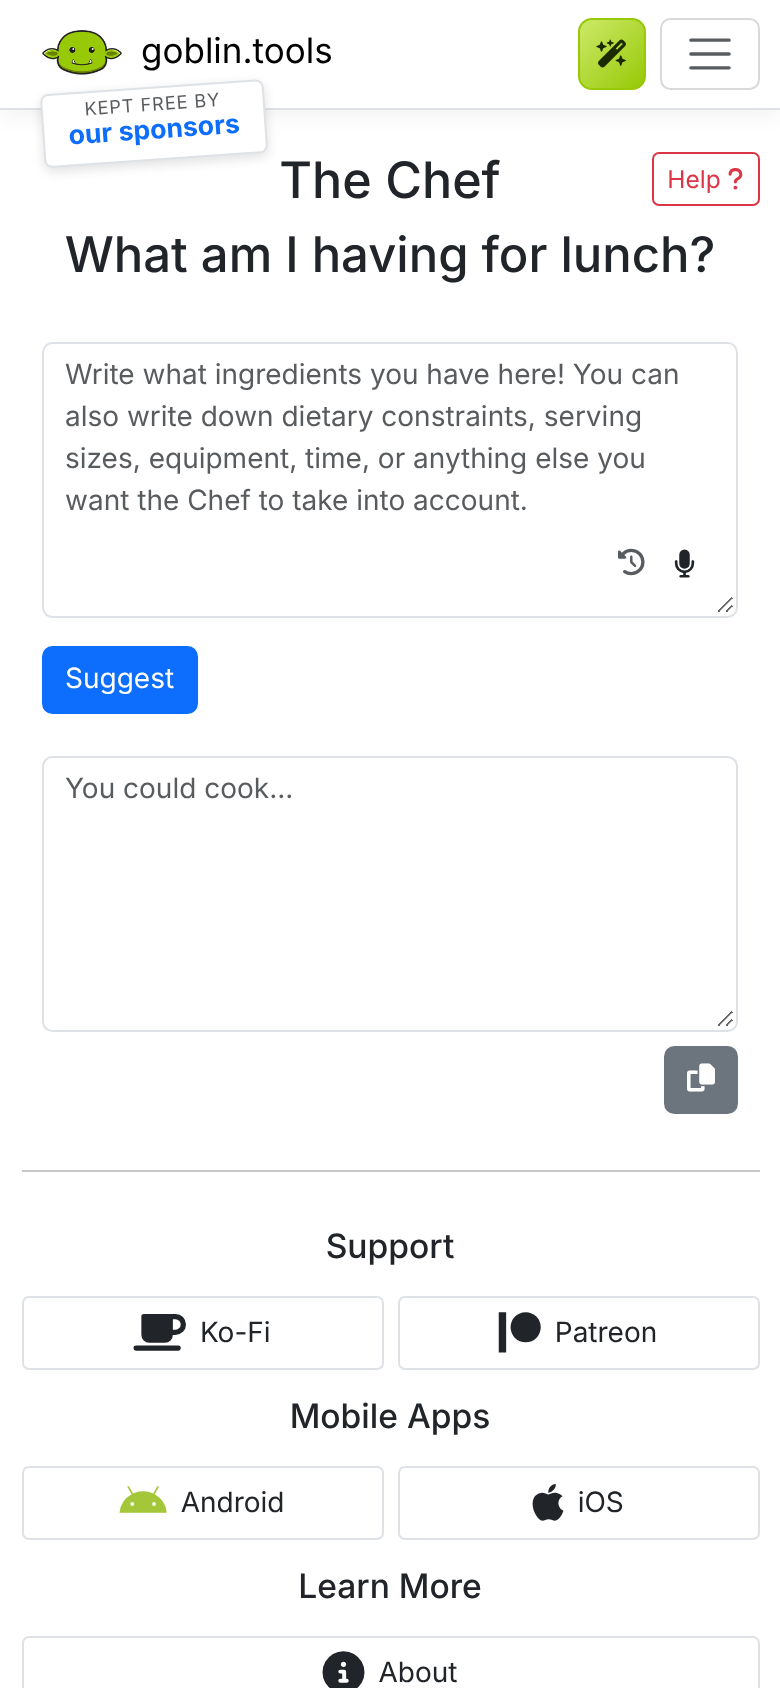 goblin.tools
KEPT FREE BY
our sponsors
The Chef
Help ?
What am I having for lunch?
Write what ingredients you have here! You can
also write down dietary constraints, serving
sizes, equipment, time, or anything else you
want the Chef to take into account.
Suggest
You could cook...
Support
Ko-Fi
Patreon
Mobile Apps
Android
iOS
Learn More
About